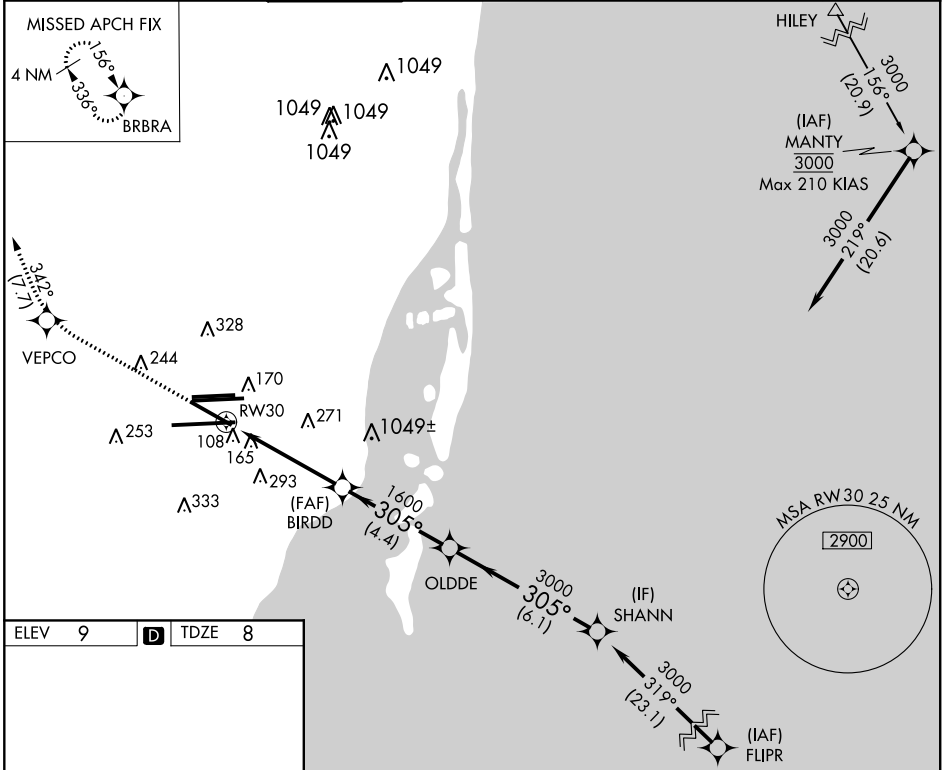 MISSED APCH FIX
156°
4 NM
336°
BRBRA
1049
1049
1049
1049
HILEY
3000
156°
(20.9)
(IAF)
MANTY
3000
Max 210 KIAS
3000
219°
(20.6)
342°
(7.7)
VEPCO
328
244
170
RW30
253
108
165
271
1049±
293
333
(FAF)
BIRDD
1600
305°
(4.4)
OLDDE
3000
305°
(6.1)
(IF)
SHANN
3000
319°
(23.1)
(IAF)
FLIPR
MSA RW30 25 NM
2900
ELEV 9 D TDZE 8